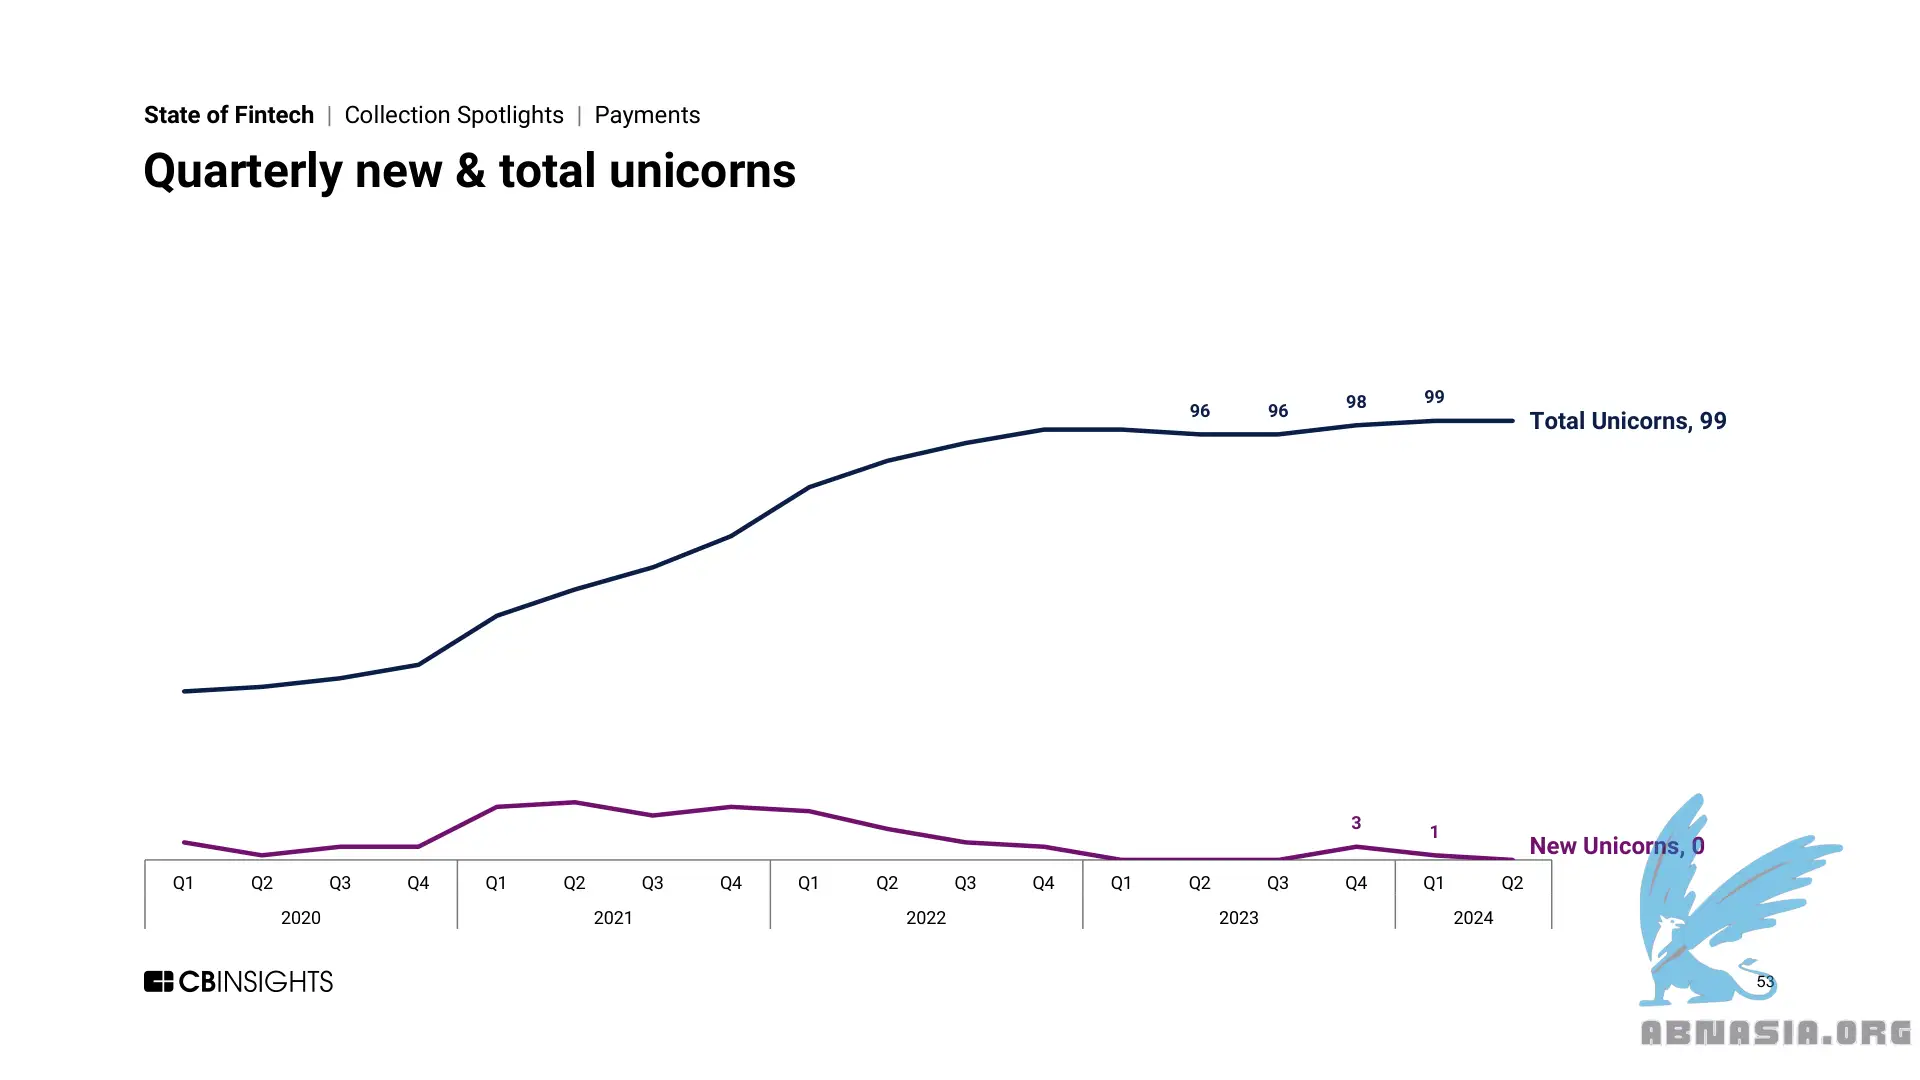 State of Fintech | Collection Spotlights | Payments
Quarterly new & total unicorns
96 96 98 99 Total Unicorns, 99
3 1 New Unicorns, 0
Q1 Q2 Q3 Q4 Q1 Q2 Q3 Q4 Q1 Q2 Q3 Q4 Q1 Q2 Q3 Q4 Q1 Q2
2020 2021 2022 2023 2024
CBINSIGHTS
53
ABNASIA.ORG